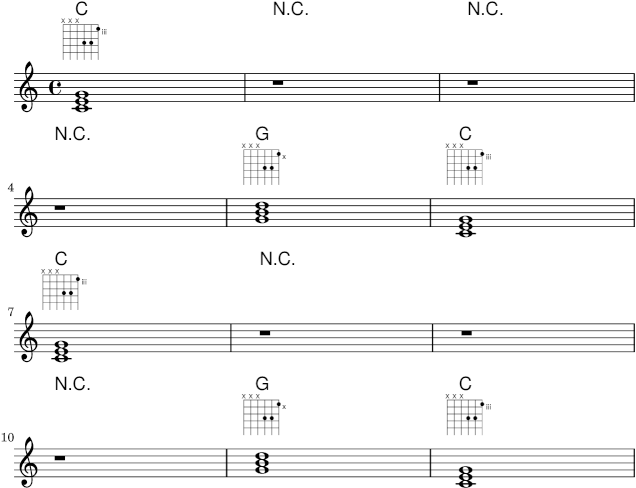 C N.C. N.C.
x x x x
iii
N.C. G C
x x x x x x
x iii
4
C N.C.
x x x
iii
7
N.C. G C
x x x x x x
x iii
10